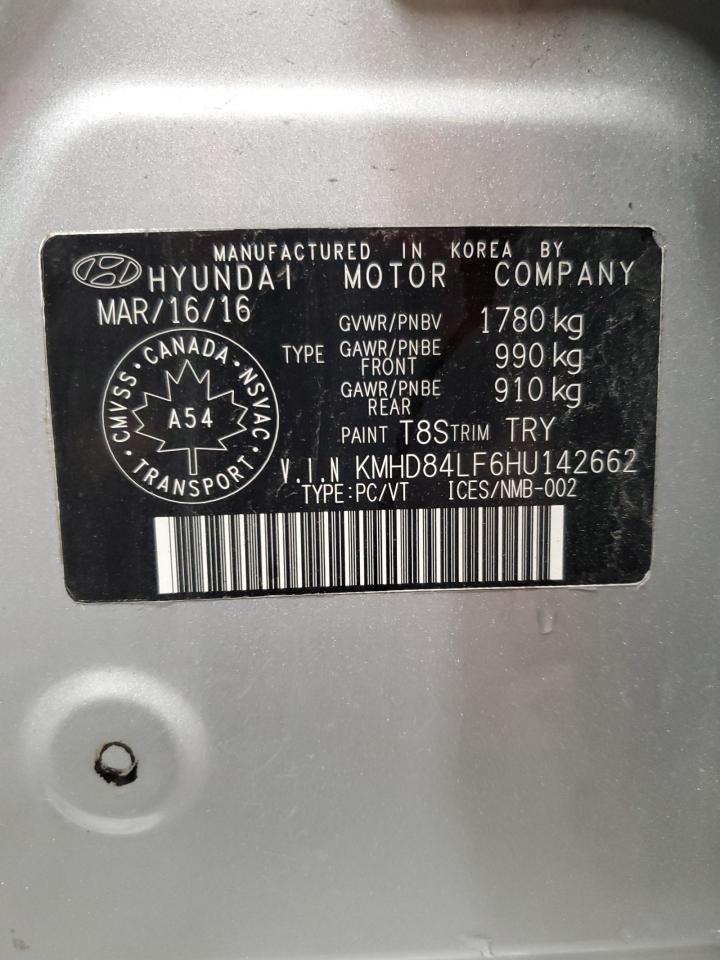 MANUFACTURED IN KOREA BY
HYUNDAI MOTOR COMPANY
MAR/16/16
GVWR/PNBV 1780 kg
TYPE GAWR/PNBE FRONT 990 kg
GAWR/PNBE REAR 910 kg
PAINT T8S TRIM TRY
CMVSS · CANADA · NSVAC · TRANSPORT ·
A54
V.I.N KMHD84LF6HU142662
TYPE:PC/VT ICES/NMB-002